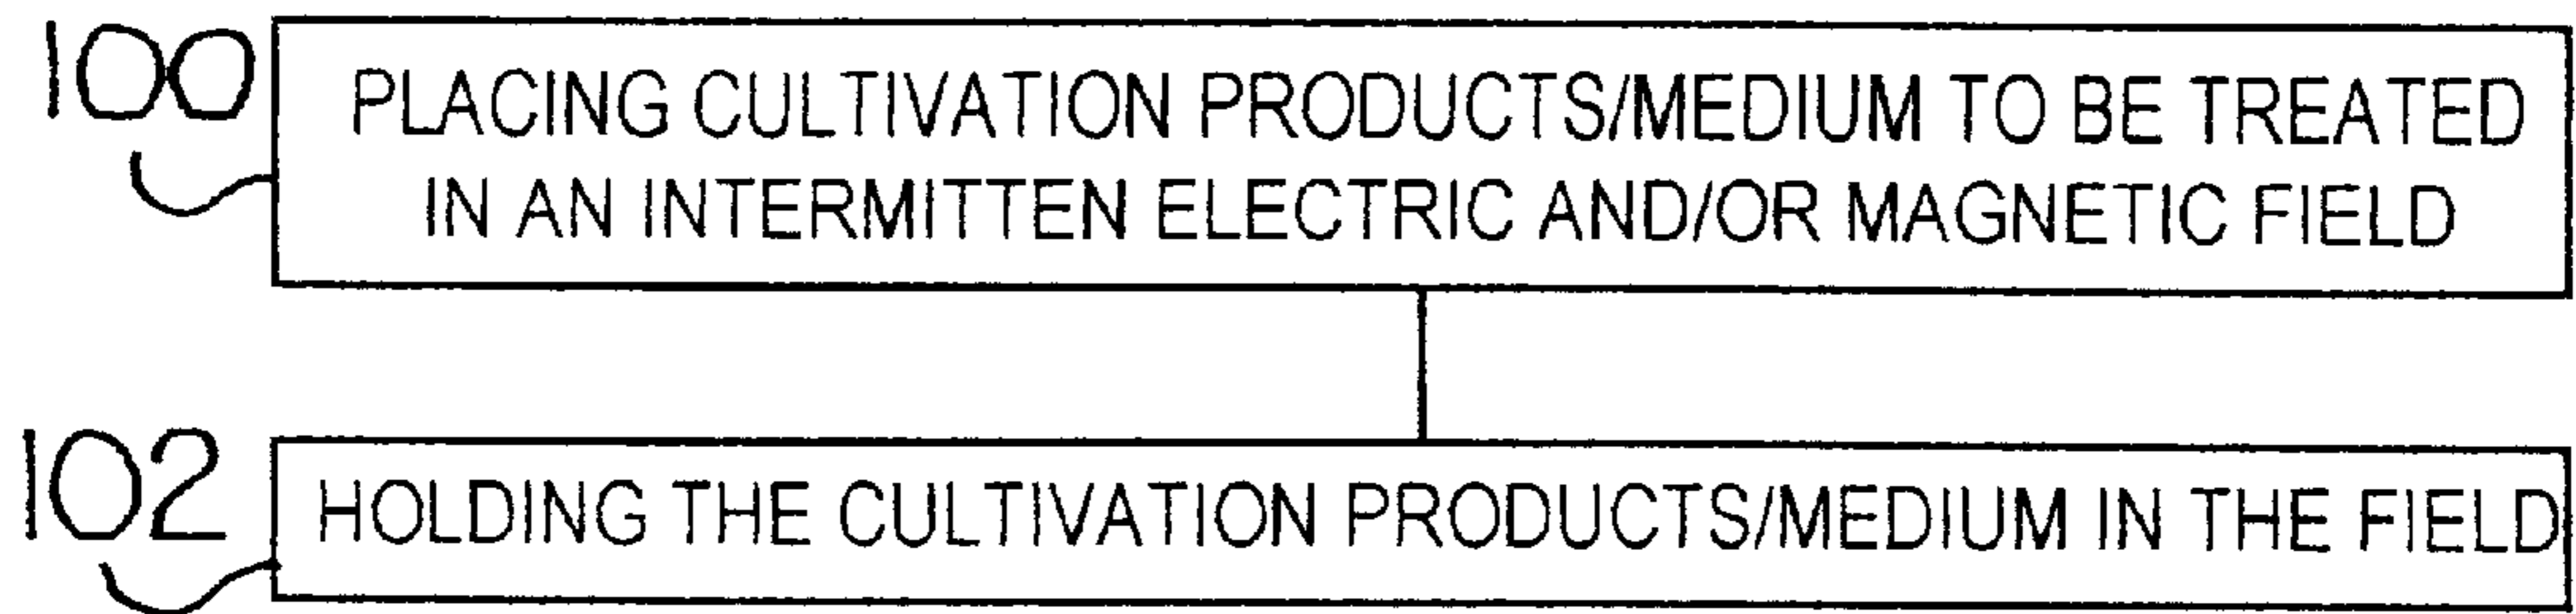 100
PLACING CULTIVATION PRODUCTS/MEDIUM TO BE TREATED
IN AN INTERMITTEN ELECTRIC AND/OR MAGNETIC FIELD
102
HOLDING THE CULTIVATION PRODUCTS/MEDIUM IN THE FIELD